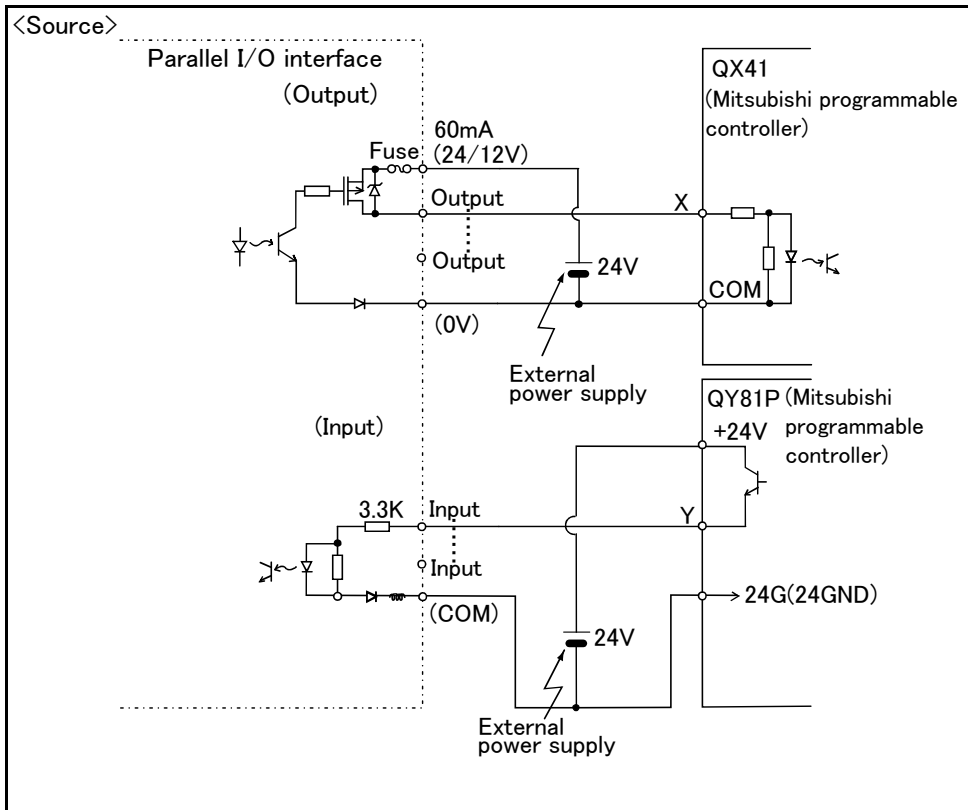 <Source>
Parallel I/O interface
(Output)
QX41
(Mitsubishi programmable
controller)
60mA
Fuse
(24/12V)
Output
X
Output
24V
COM
(0V)
External
power supply
QY81P (Mitsubishi
programmable
controller)
+24V
(Input)
3.3K
Input
Y
Input
(COM)
24G(24GND)
24V
External
power supply